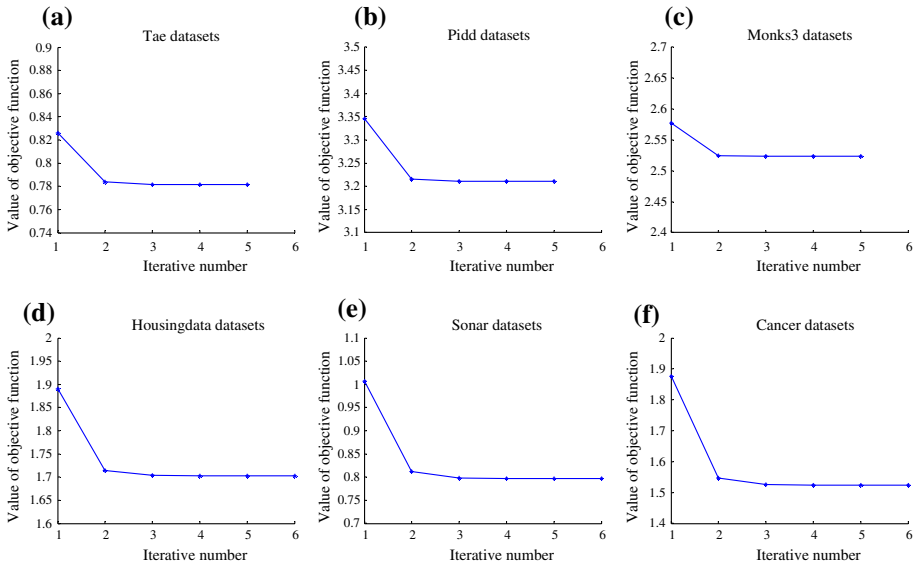 (a)
Tae datasets
0.9
0.88
0.86
0.84
0.82
0.8
0.78
0.76
0.74
Value of objective function
1 2 3 4 5 6
Iterative number
(b)
Pidd datasets
3.5
3.45
3.4
3.35
3.3
3.25
3.2
3.15
3.1
Value of objective function
1 2 3 4 5 6
Iterative number
(c)
Monks3 datasets
2.7
2.65
2.6
2.55
2.5
2.45
2.4
Value of objective function
1 2 3 4 5 6
Iterative number
(d)
Housingdata datasets
2
1.95
1.9
1.85
1.8
1.75
1.7
1.65
1.6
Value of objective function
1 2 3 4 5 6
Iterative number
(e)
Sonar datasets
1.1
1.05
1
0.95
0.9
0.85
0.8
0.75
0.7
Value of objective function
1 2 3 4 5 6
Iterative number
(f)
Cancer datasets
2
1.9
1.8
1.7
1.6
1.5
1.4
Value of objective function
1 2 3 4 5 6
Iterative number